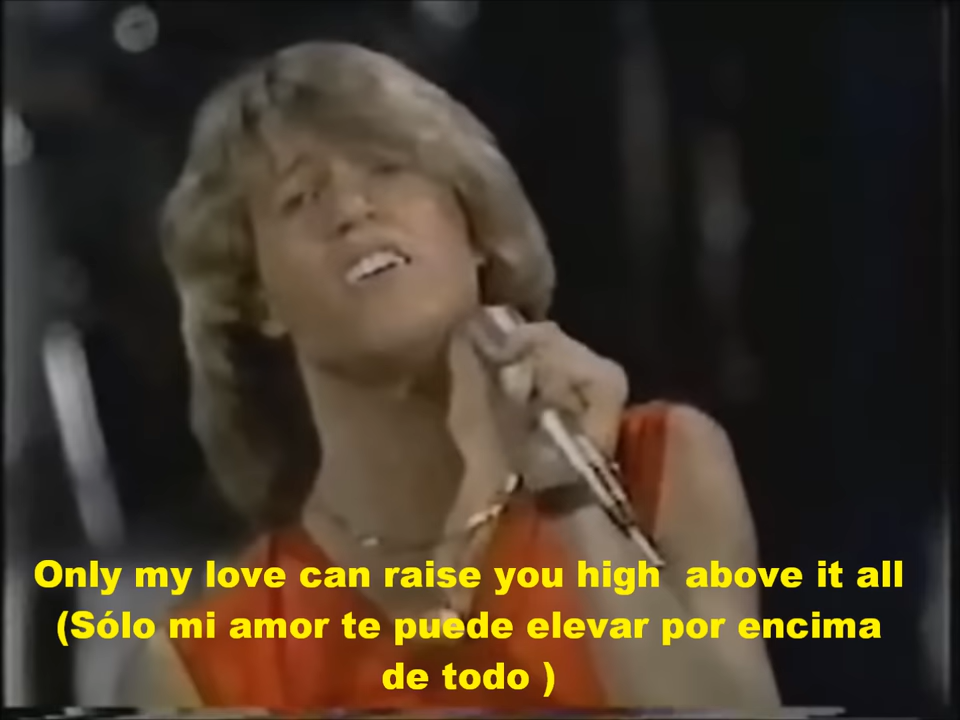 Only my love can raise you high  above it all
(Sólo mi amor te puede elevar por encima
de todo )